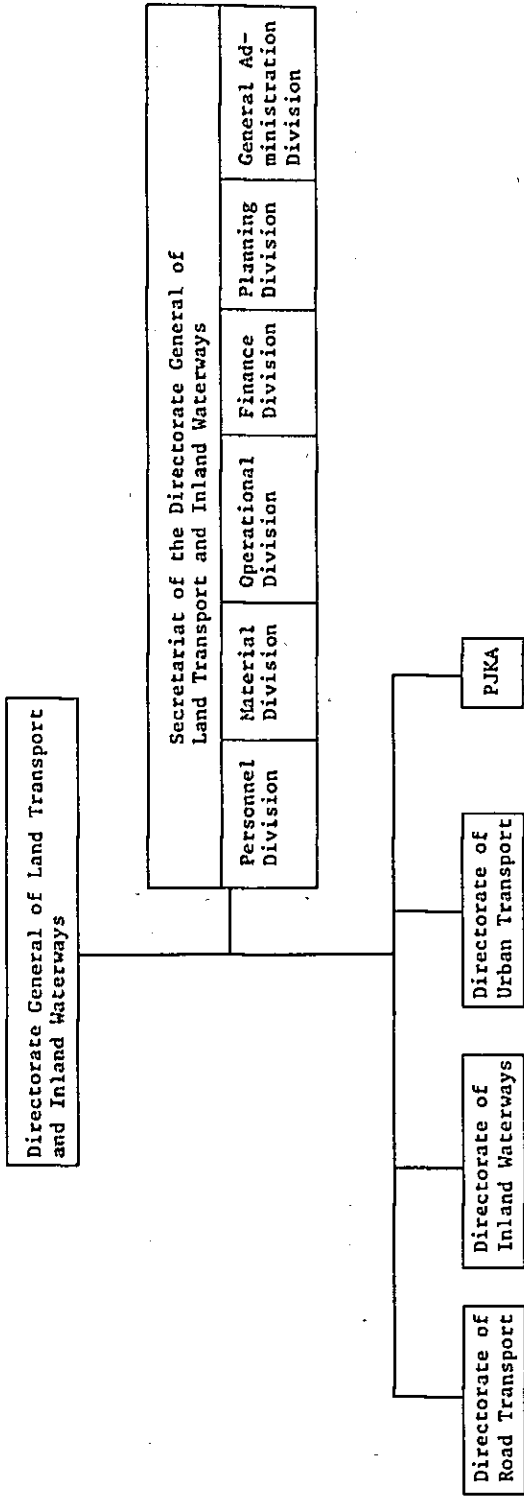 Directorate General of Land Transport
and Inland Waterways
Secretariat of the Directorate General of
Land Transport and Inland Waterways
Personnel
Division
Material
Division
Operational
Division
Finance
Division
Planning
Division
General Ad-
ministration
Division
Directorate of
Road Transport
Directorate of
Inland Waterways
Directorate of
Urban Transport
PJKA